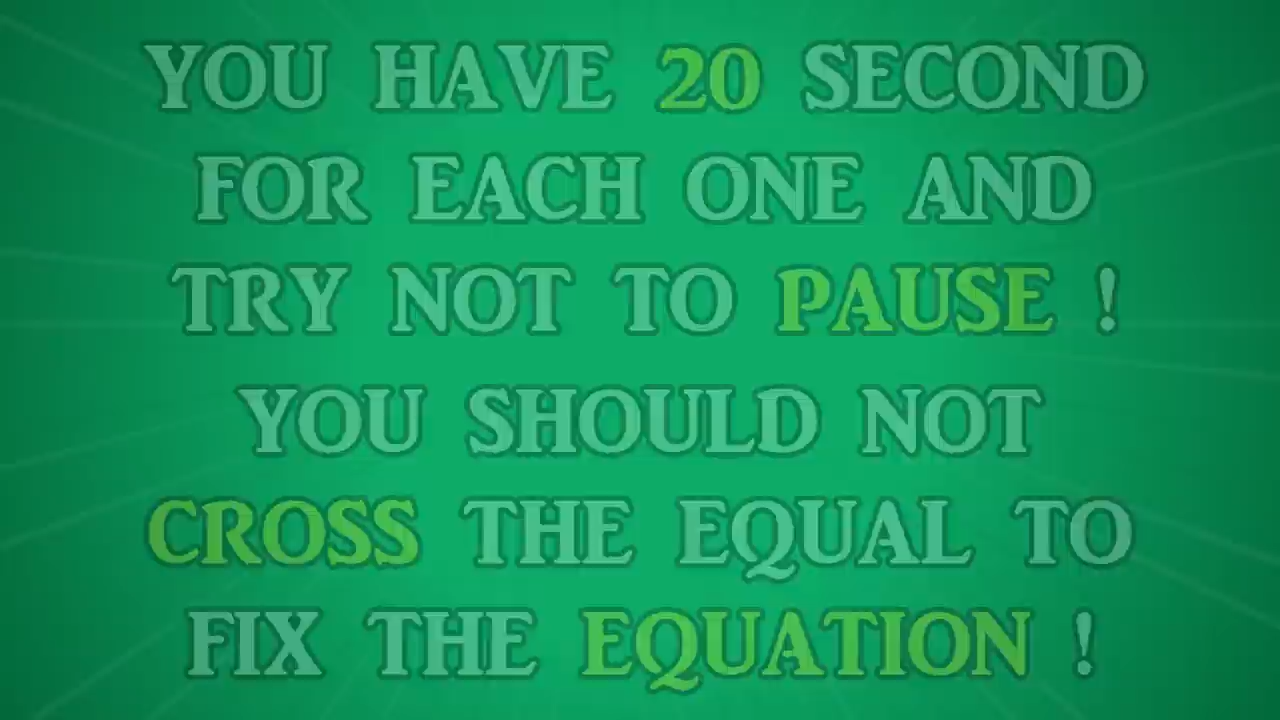 YOU HAVE 20 SECOND
FOR EACH ONE AND
TRY NOT TO PAUSE !
YOU SHOULD NOT
CROSS THE EQUAL TO
FIX THE EQUATION !